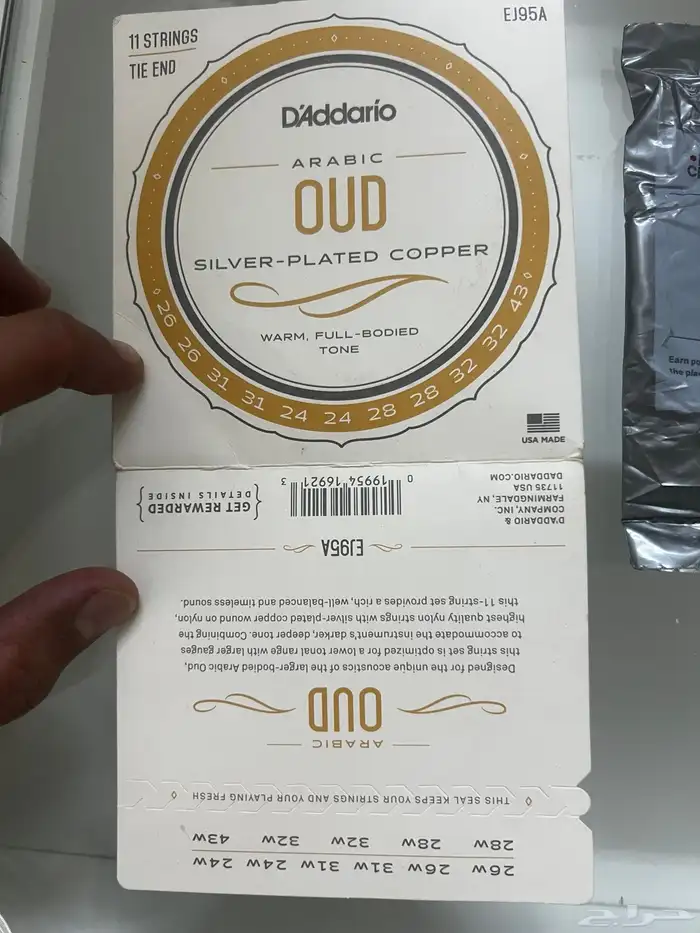 11 STRINGS
TIE END
EJ95A
D'Addario
ARABIC
OUD
SILVER-PLATED COPPER
WARM, FULL-BODIED
TONE
26 26 31 31 24 24 28 28 32 32 43
USA MADE
26w 26w 31w 31w 24w 24w
28w 28w 32w 32w 43w
THIS SEAL KEEPS YOUR STRINGS AND YOUR PLAYING FRESH
ARABIC
OUD
Designed for the unique acoustics of the larger-bodied Arabic Oud,
this string set is optimized for a lower tonal range with larger gauges
to accommodate the instrument's darker, deeper tone. Combining the
highest quality nylon strings with silver-plated copper wound on nylon,
this 11-string set provides a rich, well-balanced and timeless sound.
EJ95A
D'ADDARIO &
COMPANY, INC.
FARMINGDALE, NY,
11735 USA
DADDARIO.COM
0 19954 16921 3
GET REWARDED
DETAILS INSIDE
Earn
the
حراج